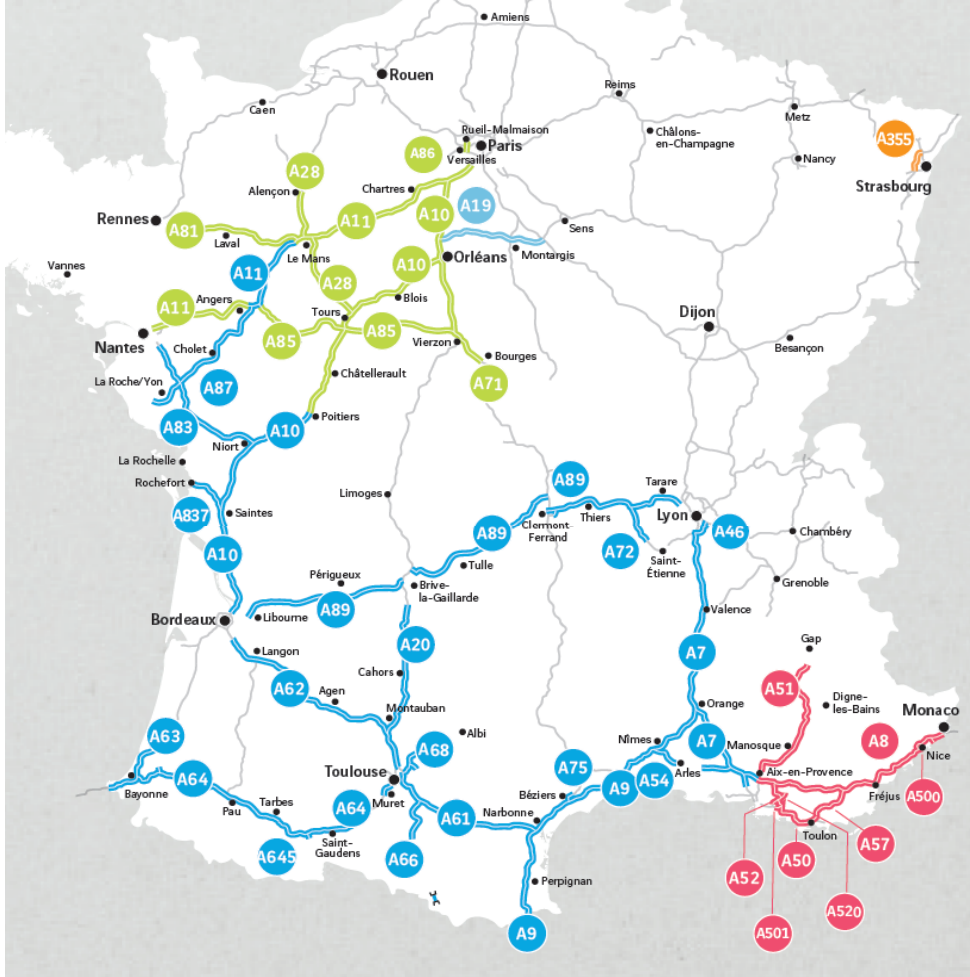 Amiens
Rouen
Reims
Caen
Metz
Rueil-Malmaison
Châlons-
en-Champagne
A355
Paris
A86
Versailles
Nancy
A28
Strasbourg
Alençon
Chartres
A19
Rennes
A81
A11
A10
Sens
Laval
Le Mans
Orléans
Montargis
Vannes
A11
A10
A28
Blois
Angers
A11
Tours
Dijon
A85
A85
Nantes
Vierzon
Besançon
Cholet
Bourges
Châtellerault
La Roche/Yon
A87
A71
Poitiers
A83
A10
Niort
La Rochelle
Rochefort
A89
Tarare
Limoges
A837
Saintes
Thiers
Lyon
Clermont-
Ferrand
A46
A89
Chambéry
A10
A72
Saint-
Étienne
Périgueux
Tulle
Grenoble
Brive-
la-Gaillarde
A89
Libourne
Valence
Bordeaux
A20
Gap
Langon
A7
Cahors
A62
A51
Agen
Orange
Digne-
les-Bains
Monaco
Montauban
A63
A68
Albi
Nîmes
A7
Manosque
A8
Nice
Toulouse
A75
Arles
Aix-en-Provence
A64
Bayonne
Muret
Béziers
A9
A54
Fréjus
A500
Pau
Tarbes
A64
A61
Narbonne
Toulon
Saint-
Gaudens
A645
A66
A50
A57
A52
Perpignan
A520
A9
A501